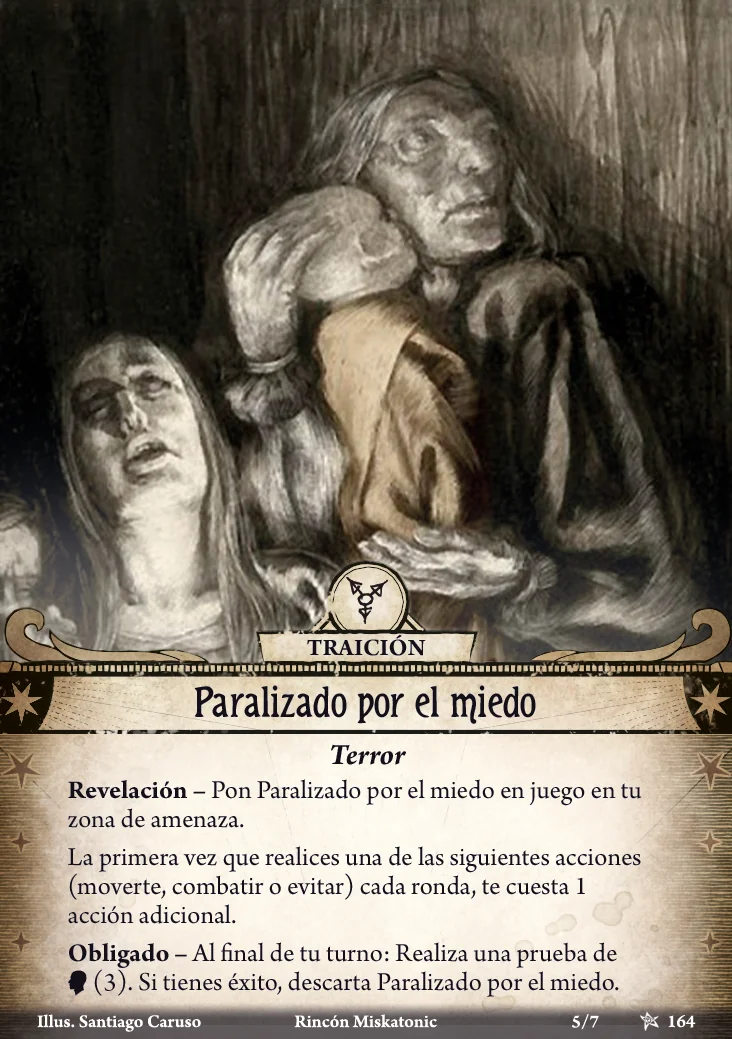 TRAICIÓN
Paralizado por el miedo
Terror
Revelación – Pon Paralizado por el miedo en juego en tu
zona de amenaza.
La primera vez que realices una de las siguientes acciones
(moverte, combatir o evitar) cada ronda, te cuesta 1
acción adicional.
Obligado – Al final de tu turno: Realiza una prueba de
(3). Si tienes éxito, descarta Paralizado por el miedo.
Illus. Santiago Caruso Rincón Miskatonic 5/7 164